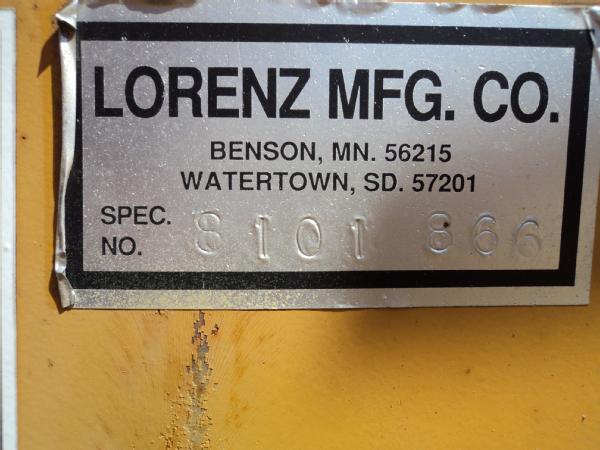 LORENZ MFG. CO.
BENSON, MN. 56215
WATERTOWN, SD. 57201
SPEC.
NO. 8101 866